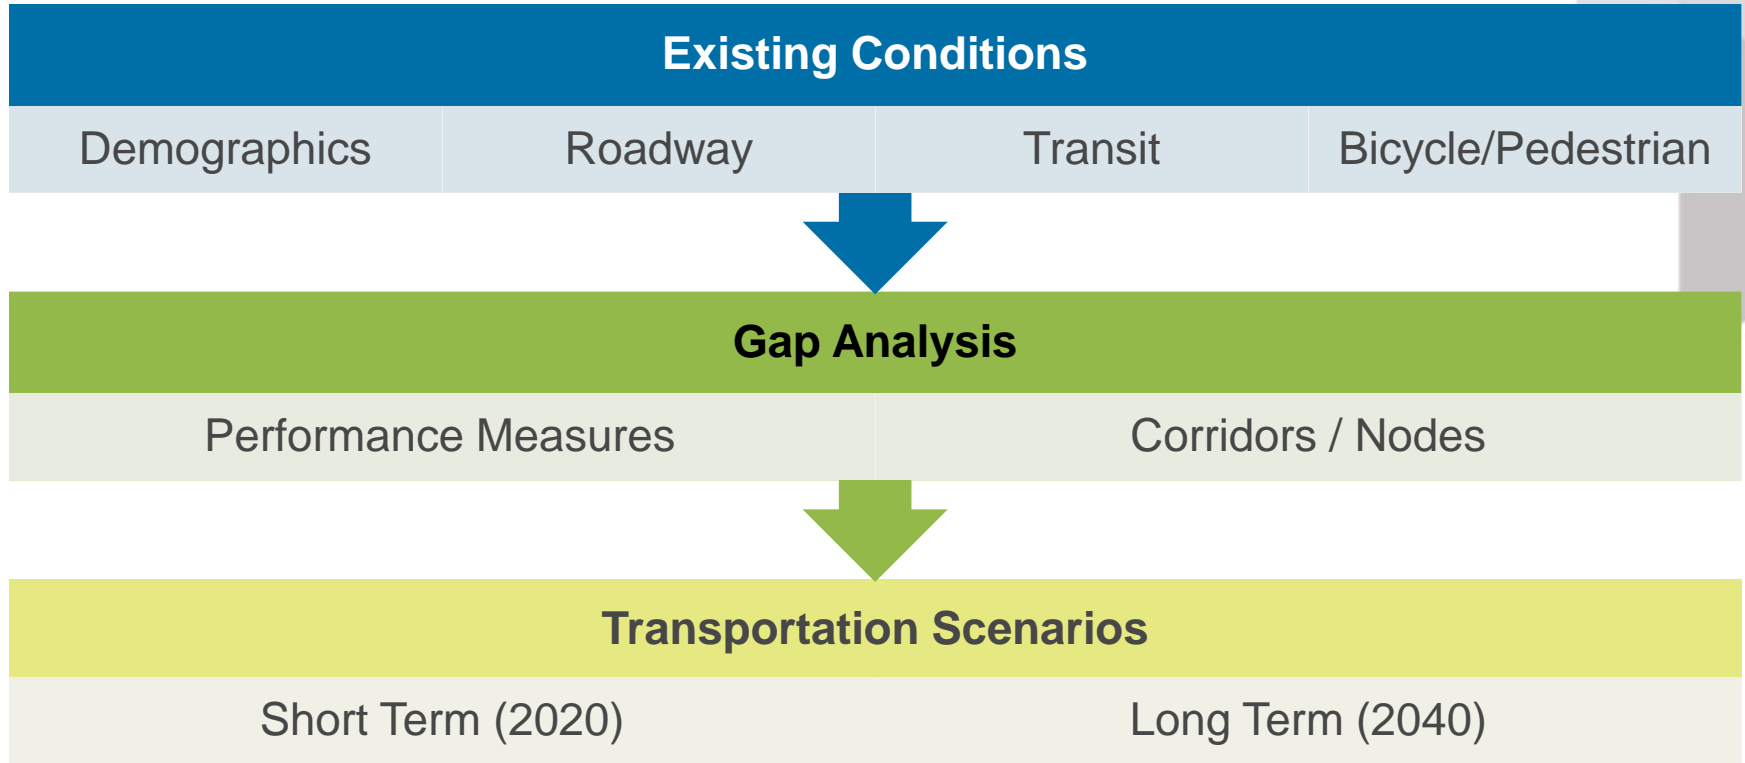 Existing Conditions
Demographics Roadway Transit Bicycle/Pedestrian
Gap Analysis
Performance Measures Corridors / Nodes
Transportation Scenarios
Short Term (2020) Long Term (2040)